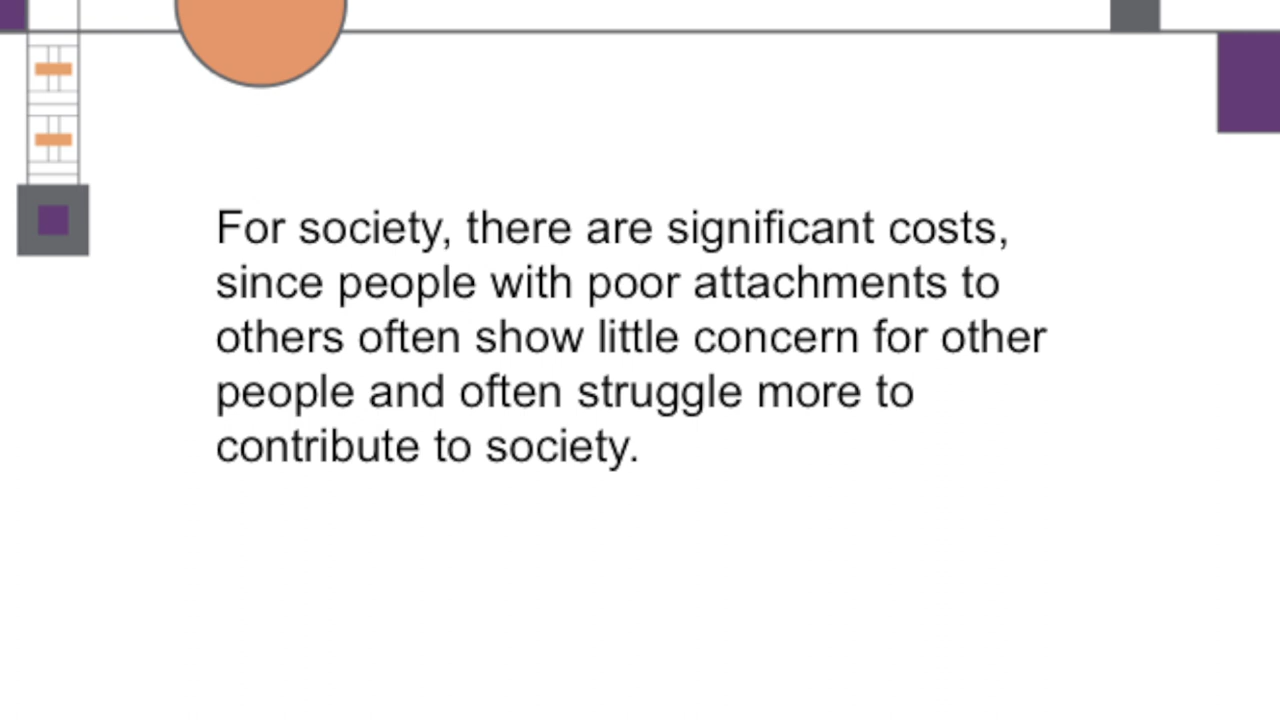 For society, there are significant costs,
since people with poor attachments to
others often show little concern for other
people and often struggle more to
contribute to society.